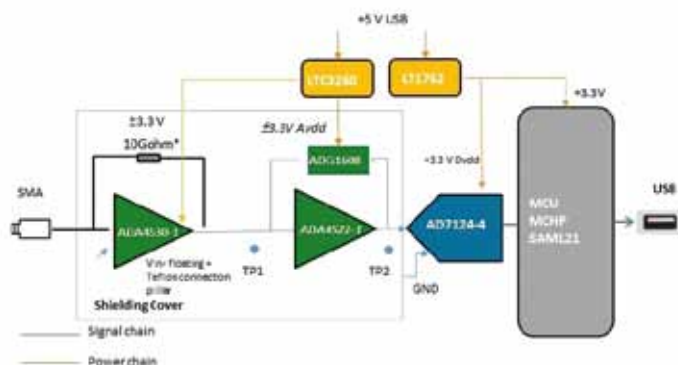 +5 V USB
LTC3260
LT1762
+3.3V
±3.3 V
±3.3V Avdd
10Gohm*
ADG1608
+3.3 V Dvdd
SMA
USB
ADA4530-1
ADA4522-1
AD7124-4
MCU
MCHP
SAML21
TP1
TP2
GND
Vin- floating +
Teflon connection
pillar
Shielding Cover
Signal chain
Power chain